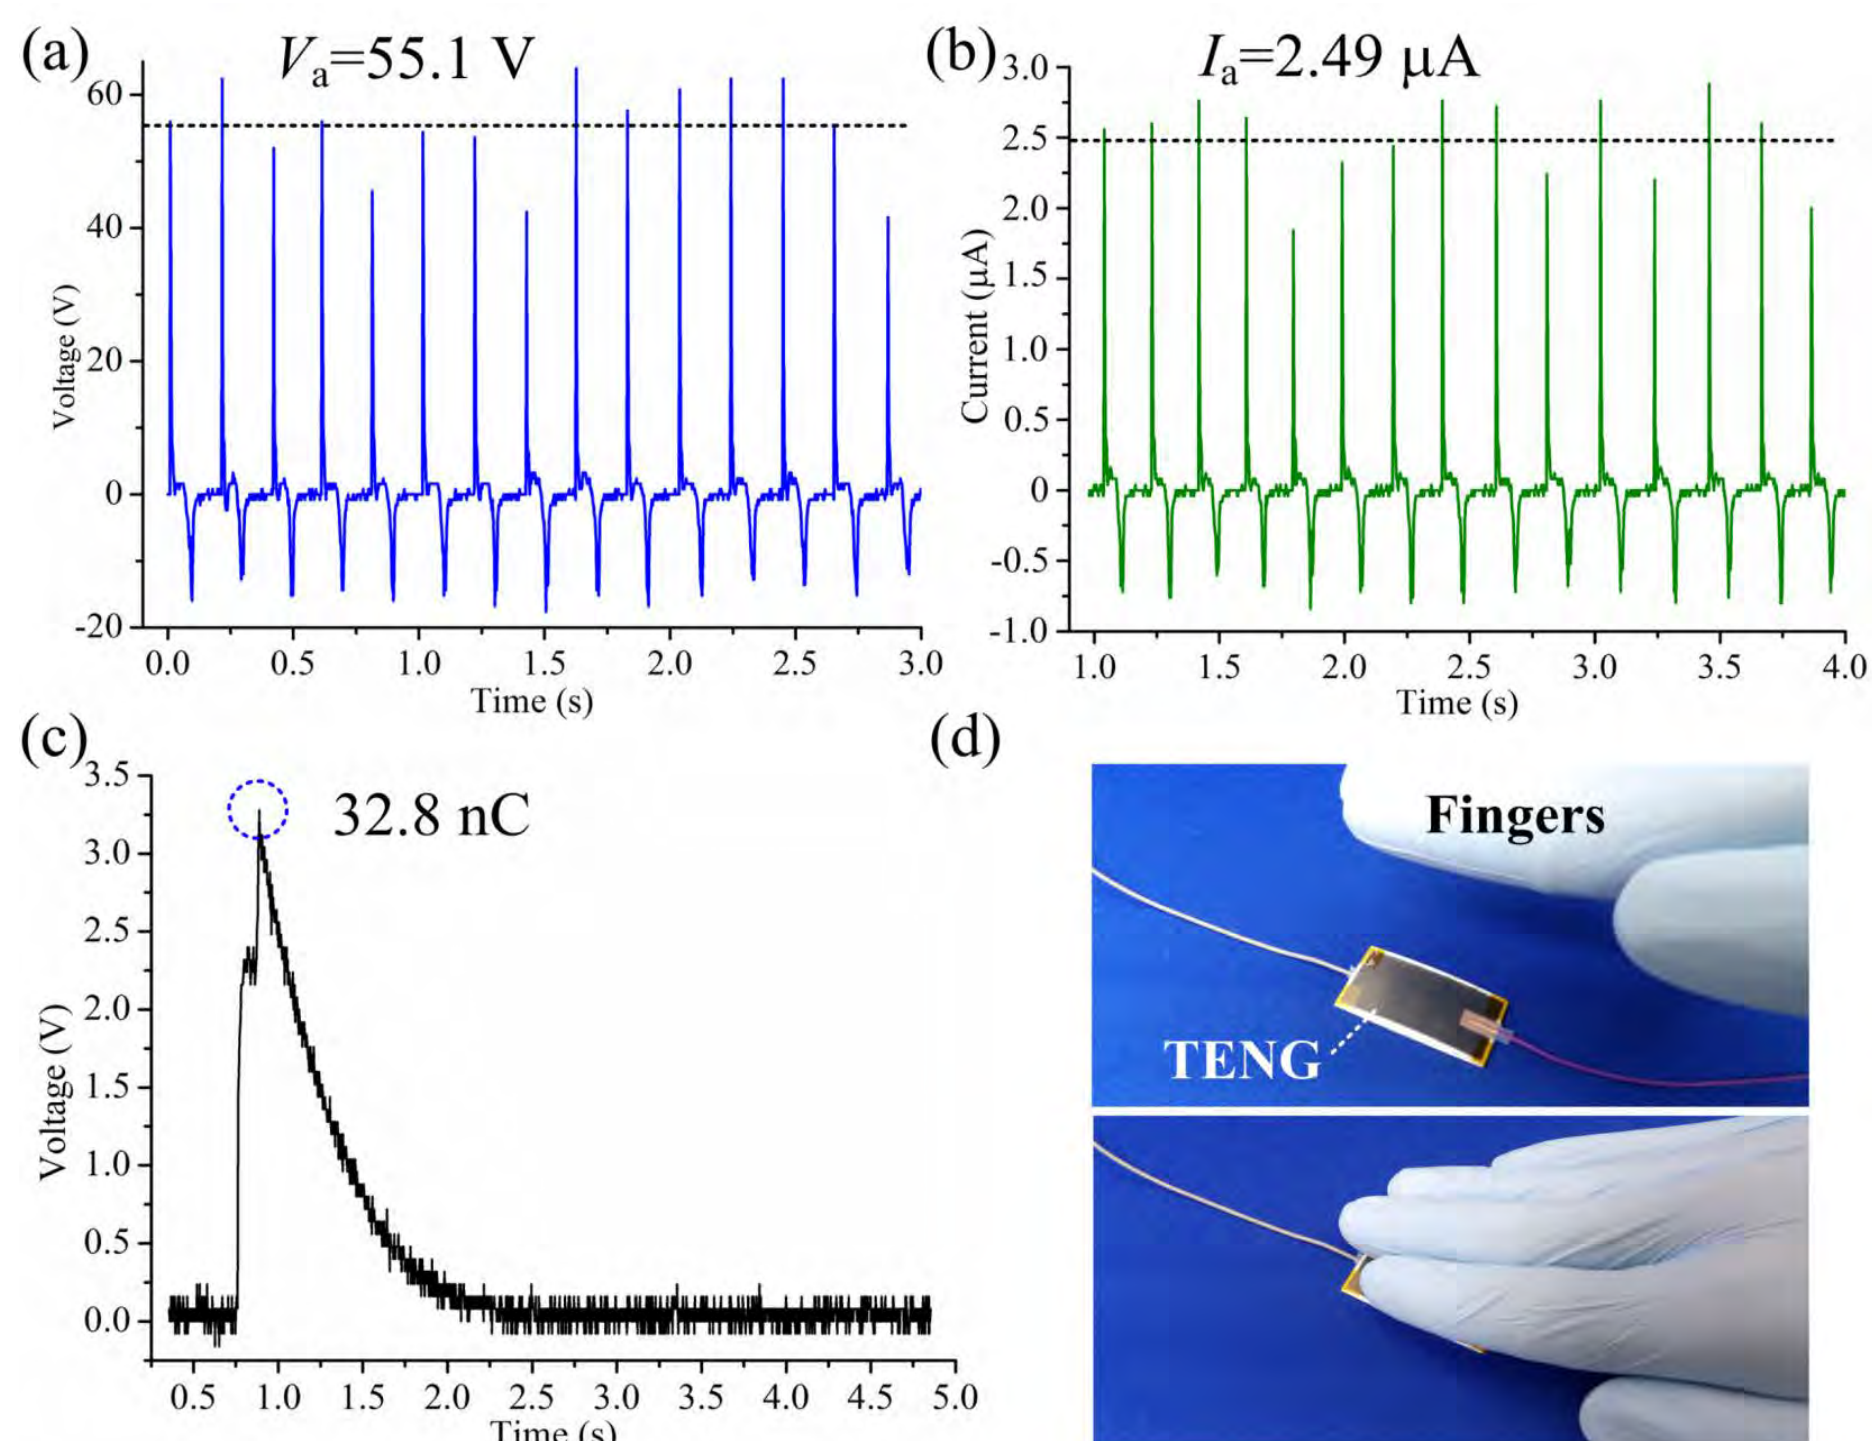 (a)
Va=55.1 V
60
40
20
0
-20
Voltage (V)
0.0 0.5 1.0 1.5 2.0 2.5 3.0
Time (s)
(b)
Ia=2.49 μA
3.0
2.5
2.0
1.5
1.0
0.5
0
-0.5
-1.0
Current (μA)
1.0 1.5 2.0 2.5 3.0 3.5 4.0
Time (s)
(c)
32.8 nC
3.5
3.0
2.5
2.0
1.5
1.0
0.5
0.0
Voltage (V)
0.5 1.0 1.5 2.0 2.5 3.0 3.5 4.0 4.5 5.0
Time (s)
(d)
Fingers
TENG